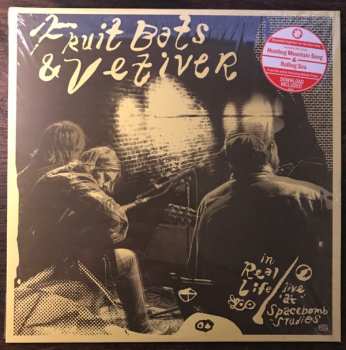 Fruit Bats
& Vetiver
Howling Mountain Song
&
Rolling Sea
DOWNLOAD
INCLUDED
in
Real
Life
live
at
Spacebomb
Studios